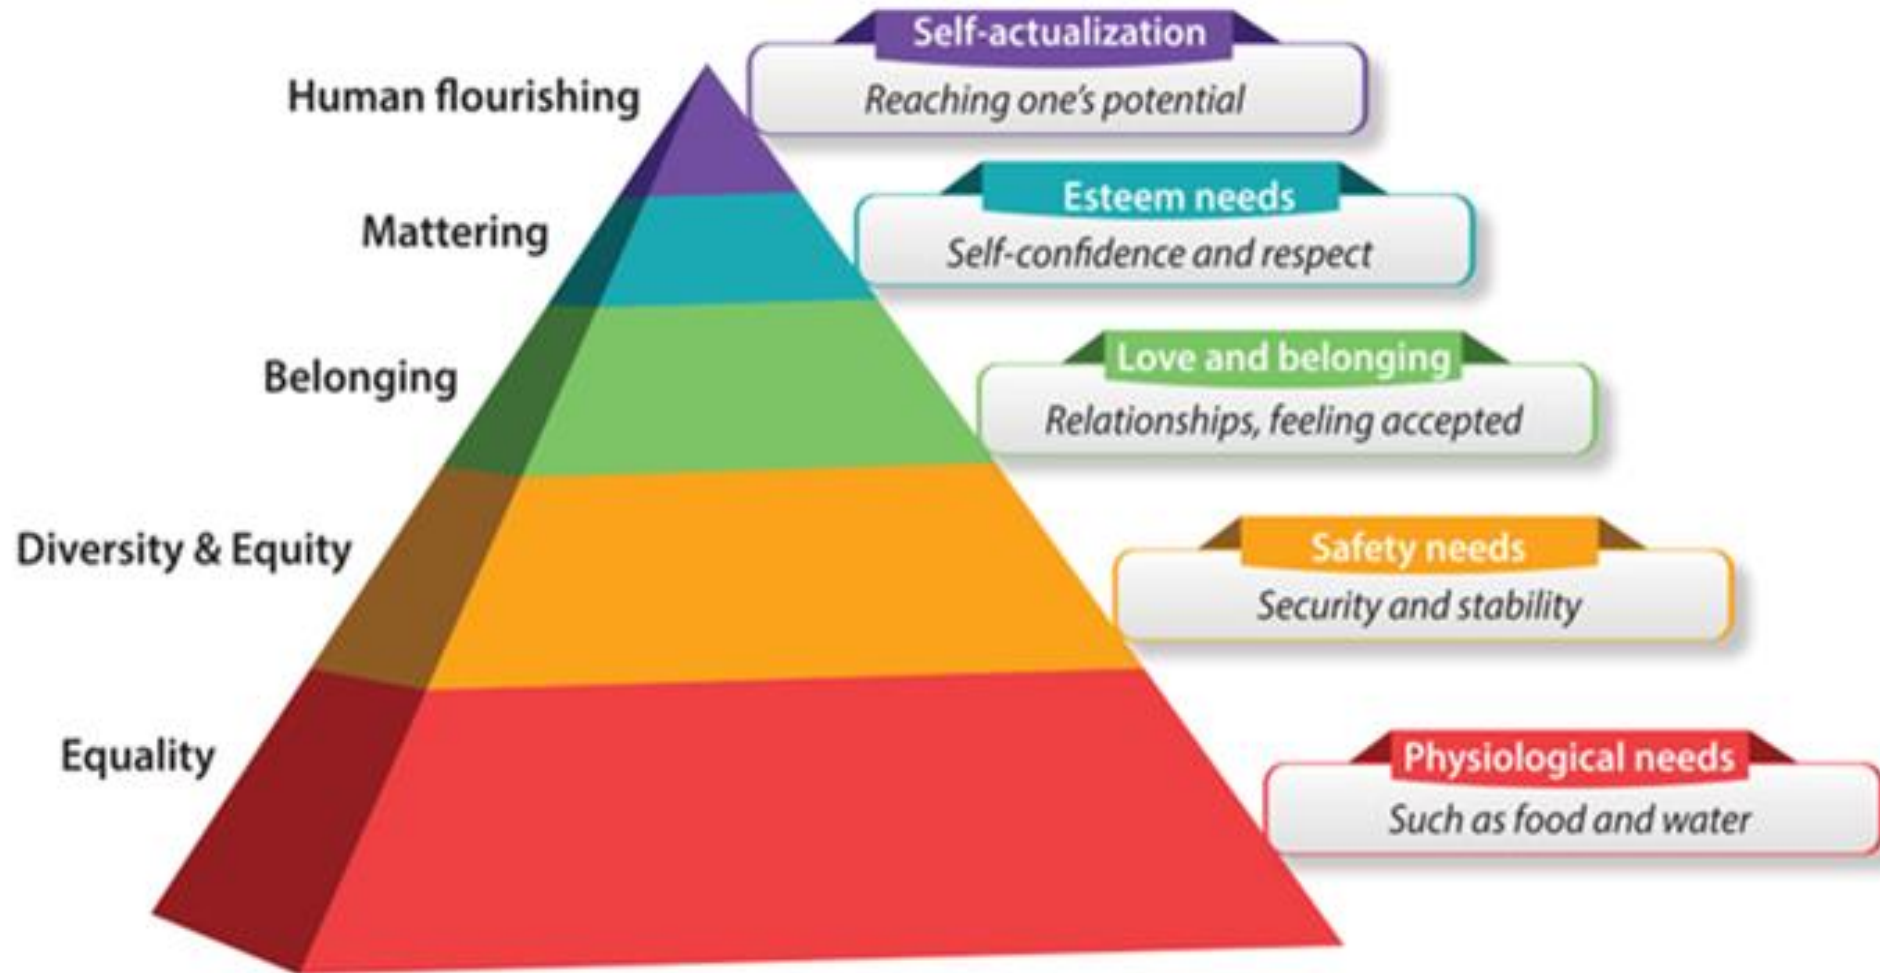 Self-actualization
Human flourishing
Reaching one's potential
Esteem needs
Mattering
Self-confidence and respect
Love and belonging
Belonging
Relationships, feeling accepted
Safety needs
Diversity & Equity
Security and stability
Physiological needs
Equality
Such as food and water